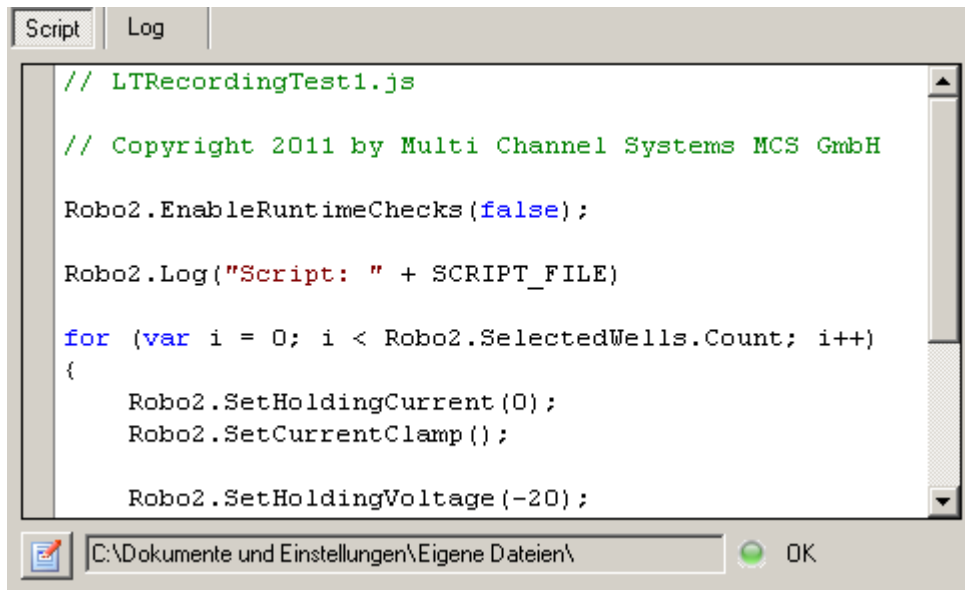 Script Log
// LTRecordingTest1.js
// Copyright 2011 by Multi Channel Systems MCS GmbH
Robo2.EnableRuntimeChecks(false);
Robo2.Log("Script: " + SCRIPT_FILE)
for (var i = 0; i < Robo2.SelectedWells.Count; i++)
{
    Robo2.SetHoldingCurrent(0);
    Robo2.SetCurrentClamp();
    Robo2.SetHoldingVoltage(-20);
C:\Dokumente und Einstellungen\Eigene Dateien\ OK